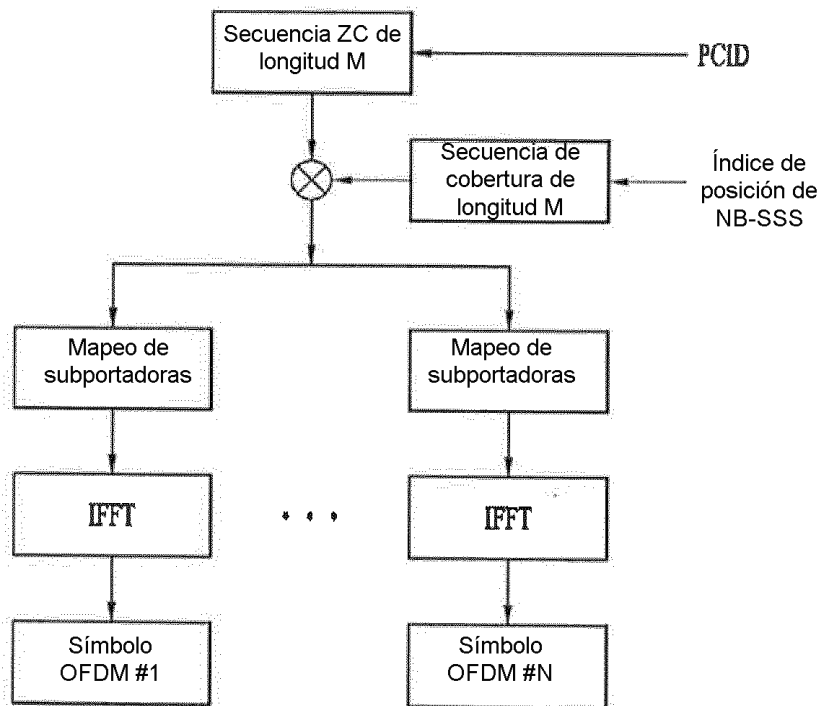 Secuencia ZC de
longitud M
PCID
Secuencia de
cobertura de
longitud M
Índice de
posición de
NB-SSS
Mapeo de
subportadoras
Mapeo de
subportadoras
IFFT
IFFT
Símbolo
OFDM #1
Símbolo
OFDM #N